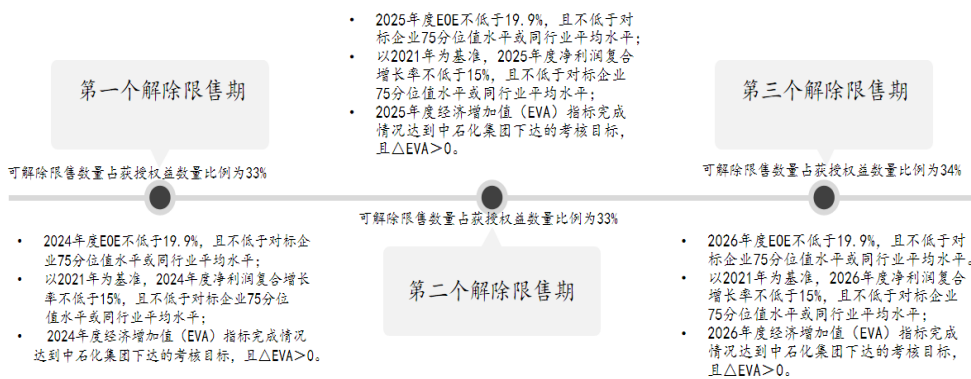 第一个解除限售期
可解除限售数量占获授权益数量比例为33%
• 2024年度EOE不低于19.9%，且不低于对标企
业75分位值水平或同行业平均水平；
• 以2021年为基准，2024年度净利润复合增长
率不低于15%，且不低于对标企业75分位
值水平或同行业平均水平；
• 2024年度经济增加值（EVA）指标完成情况
达到中石化集团下达的考核目标，且△EVA＞0。
• 2025年度EOE不低于19.9%，且不低于对
标企业75分位值水平或同行业平均水平；
• 以2021年为基准，2025年度净利润复合
增长率不低于15%，且不低于对标企业
75分位值水平或同行业平均水平；
• 2025年度经济增加值（EVA）指标完成
情况达到中石化集团下达的考核目标，
且△EVA＞0。
可解除限售数量占获授权益数量比例为33%
第二个解除限售期
第三个解除限售期
可解除限售数量占获授权益数量比例为34%
• 2026年度EOE不低于19.9%，且不低于对
标企业75分位值水平或同行业平均水平。
• 以2021年为基准，2026年度净利润复合
增长率不低于15%，且不低于对标企业
75分位值水平或同行业平均水平；
• 2026年度经济增加值（EVA）指标完成
情况达到中石化集团下达的考核目标，
且△EVA＞0。